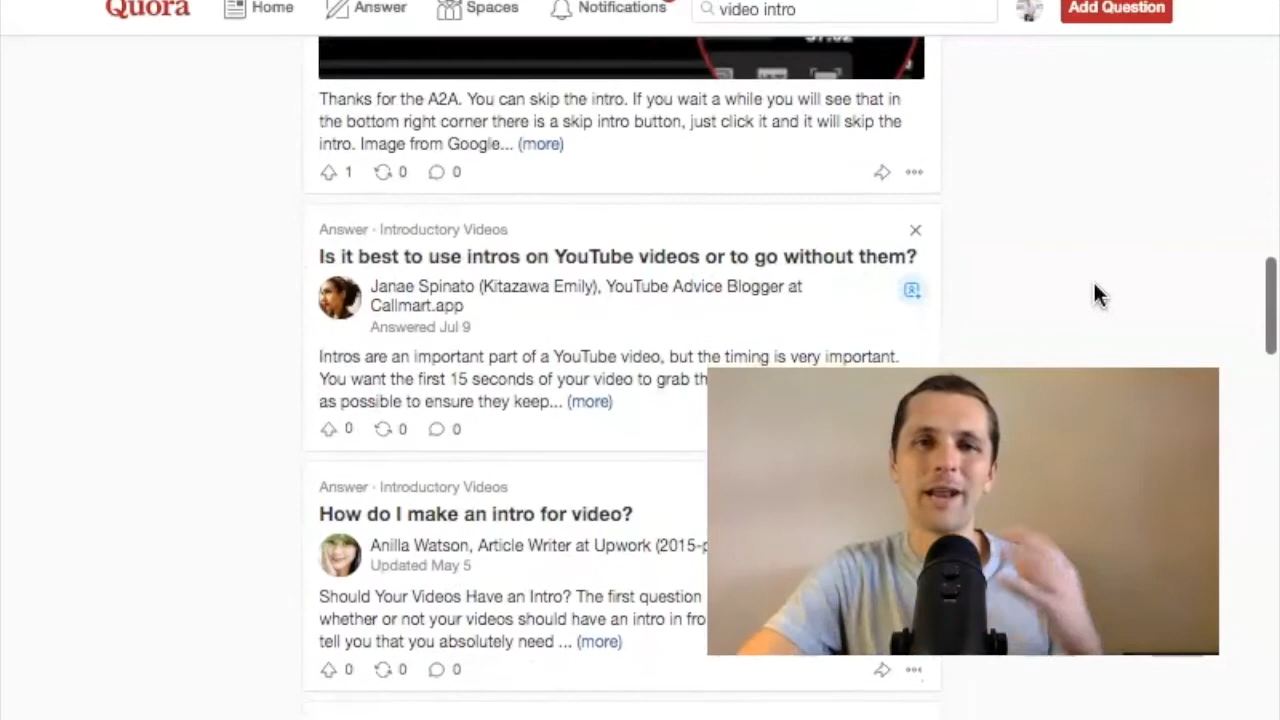 Quora Home Answer Spaces Notifications video intro Add Question
Thanks for the A2A. You can skip the intro. If you wait a while you will see that in
the bottom right corner there is a skip intro button, just click it and it will skip the
intro. Image from Google... (more)
1 0 0
Answer · Introductory Videos
Is it best to use intros on YouTube videos or to go without them?
Janae Spinato (Kitazawa Emily), YouTube Advice Blogger at
Callmart.app
Answered Jul 9
Intros are an important part of a YouTube video, but the timing is very important.
You want the first 15 seconds of your video to grab th
as possible to ensure they keep... (more)
0 0 0
Answer · Introductory Videos
How do I make an intro for video?
Anilla Watson, Article Writer at Upwork (2015-p
Updated May 5
Should Your Videos Have an Intro? The first question
whether or not your videos should have an intro in fro
tell you that you absolutely need ... (more)
0 0 0